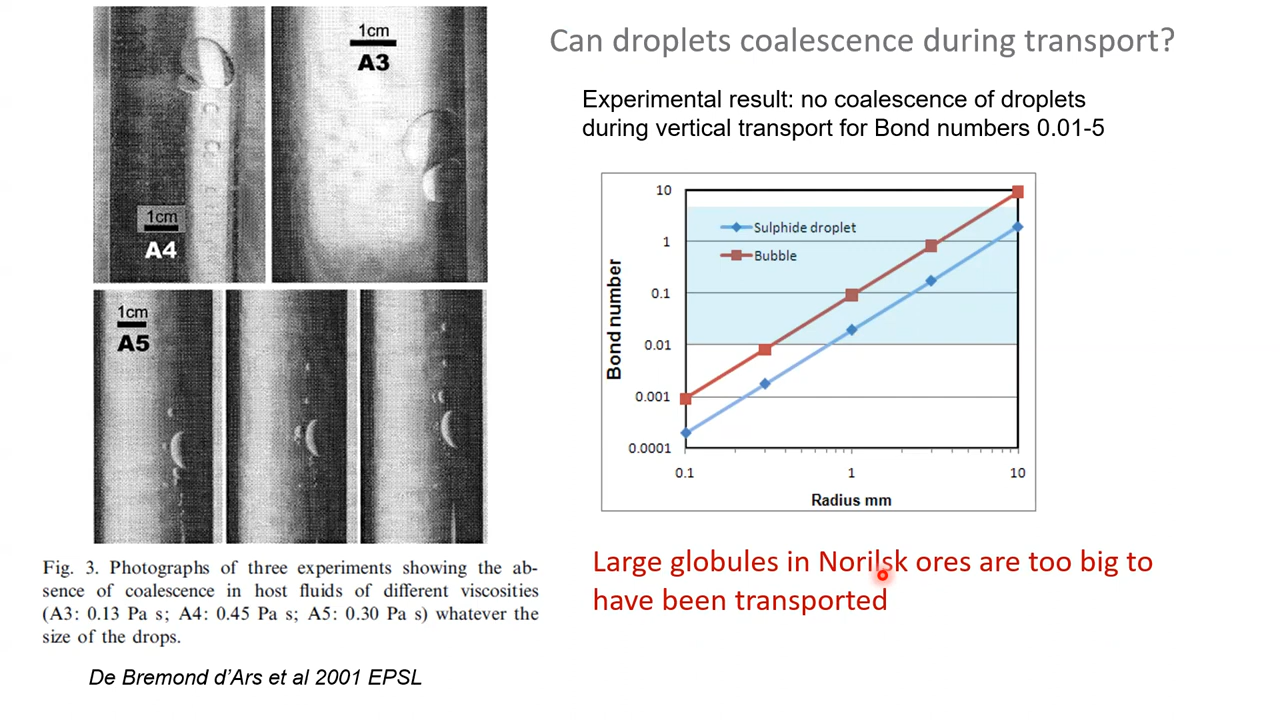 1cm
A4
1cm
A3
1cm
A5
Fig. 3. Photographs of three experiments showing the ab-
sence of coalescence in host fluids of different viscosities
(A3: 0.13 Pa s; A4: 0.45 Pa s; A5: 0.30 Pa s) whatever the
size of the drops.
De Bremond d'Ars et al 2001 EPSL
Can droplets coalescence during transport?
Experimental result: no coalescence of droplets
during vertical transport for Bond numbers 0.01-5
Bond number
10
1
0.1
0.01
0.001
0.0001
Sulphide droplet
Bubble
0.1
1
10
Radius mm
Large globules in Norilsk ores are too big to
have been transported